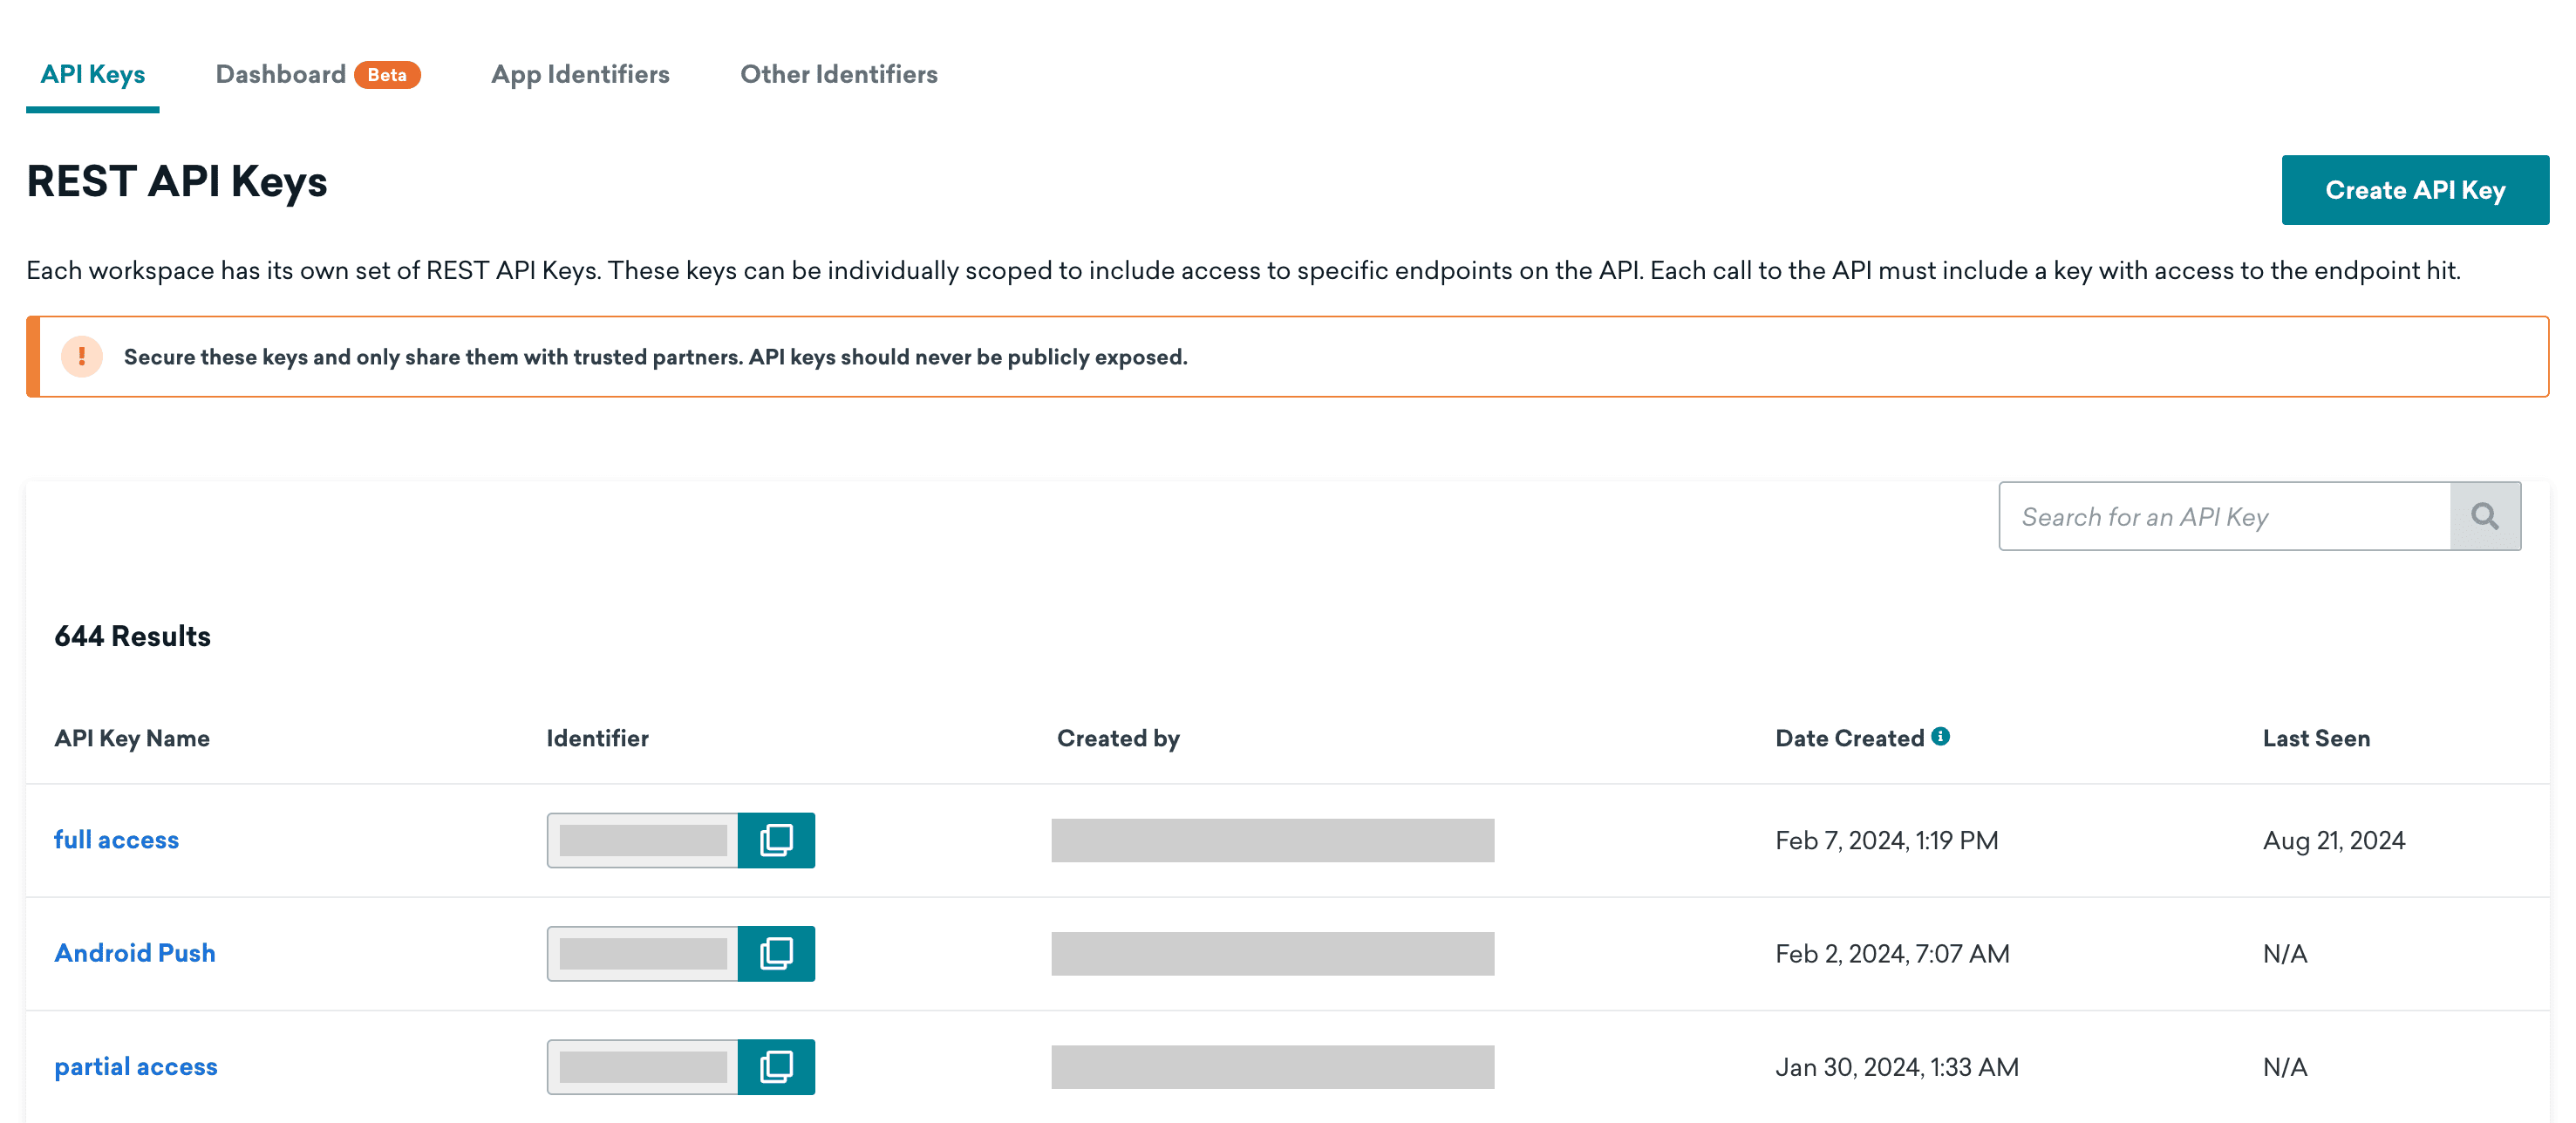 API Keys Dashboard Beta App Identifiers Other Identifiers
REST API Keys
Create API Key
Each workspace has its own set of REST API Keys. These keys can be individually scoped to include access to specific endpoints on the API. Each call to the API must include a key with access to the endpoint hit.
Secure these keys and only share them with trusted partners. API keys should never be publicly exposed.
Search for an API Key
644 Results
API Key Name Identifier Created by Date Created Last Seen
full access Feb 7, 2024, 1:19 PM Aug 21, 2024
Android Push Feb 2, 2024, 7:07 AM N/A
partial access Jan 30, 2024, 1:33 AM N/A